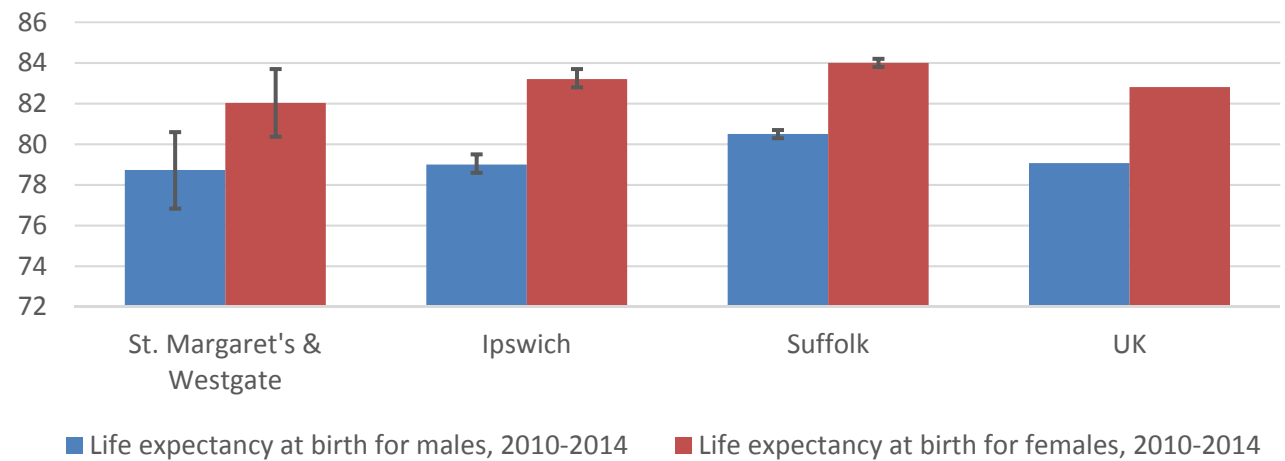 86
84
82
80
78
76
74
72
St. Margaret's &
Westgate
Ipswich
Suffolk
UK
Life expectancy at birth for males, 2010-2014
Life expectancy at birth for females, 2010-2014